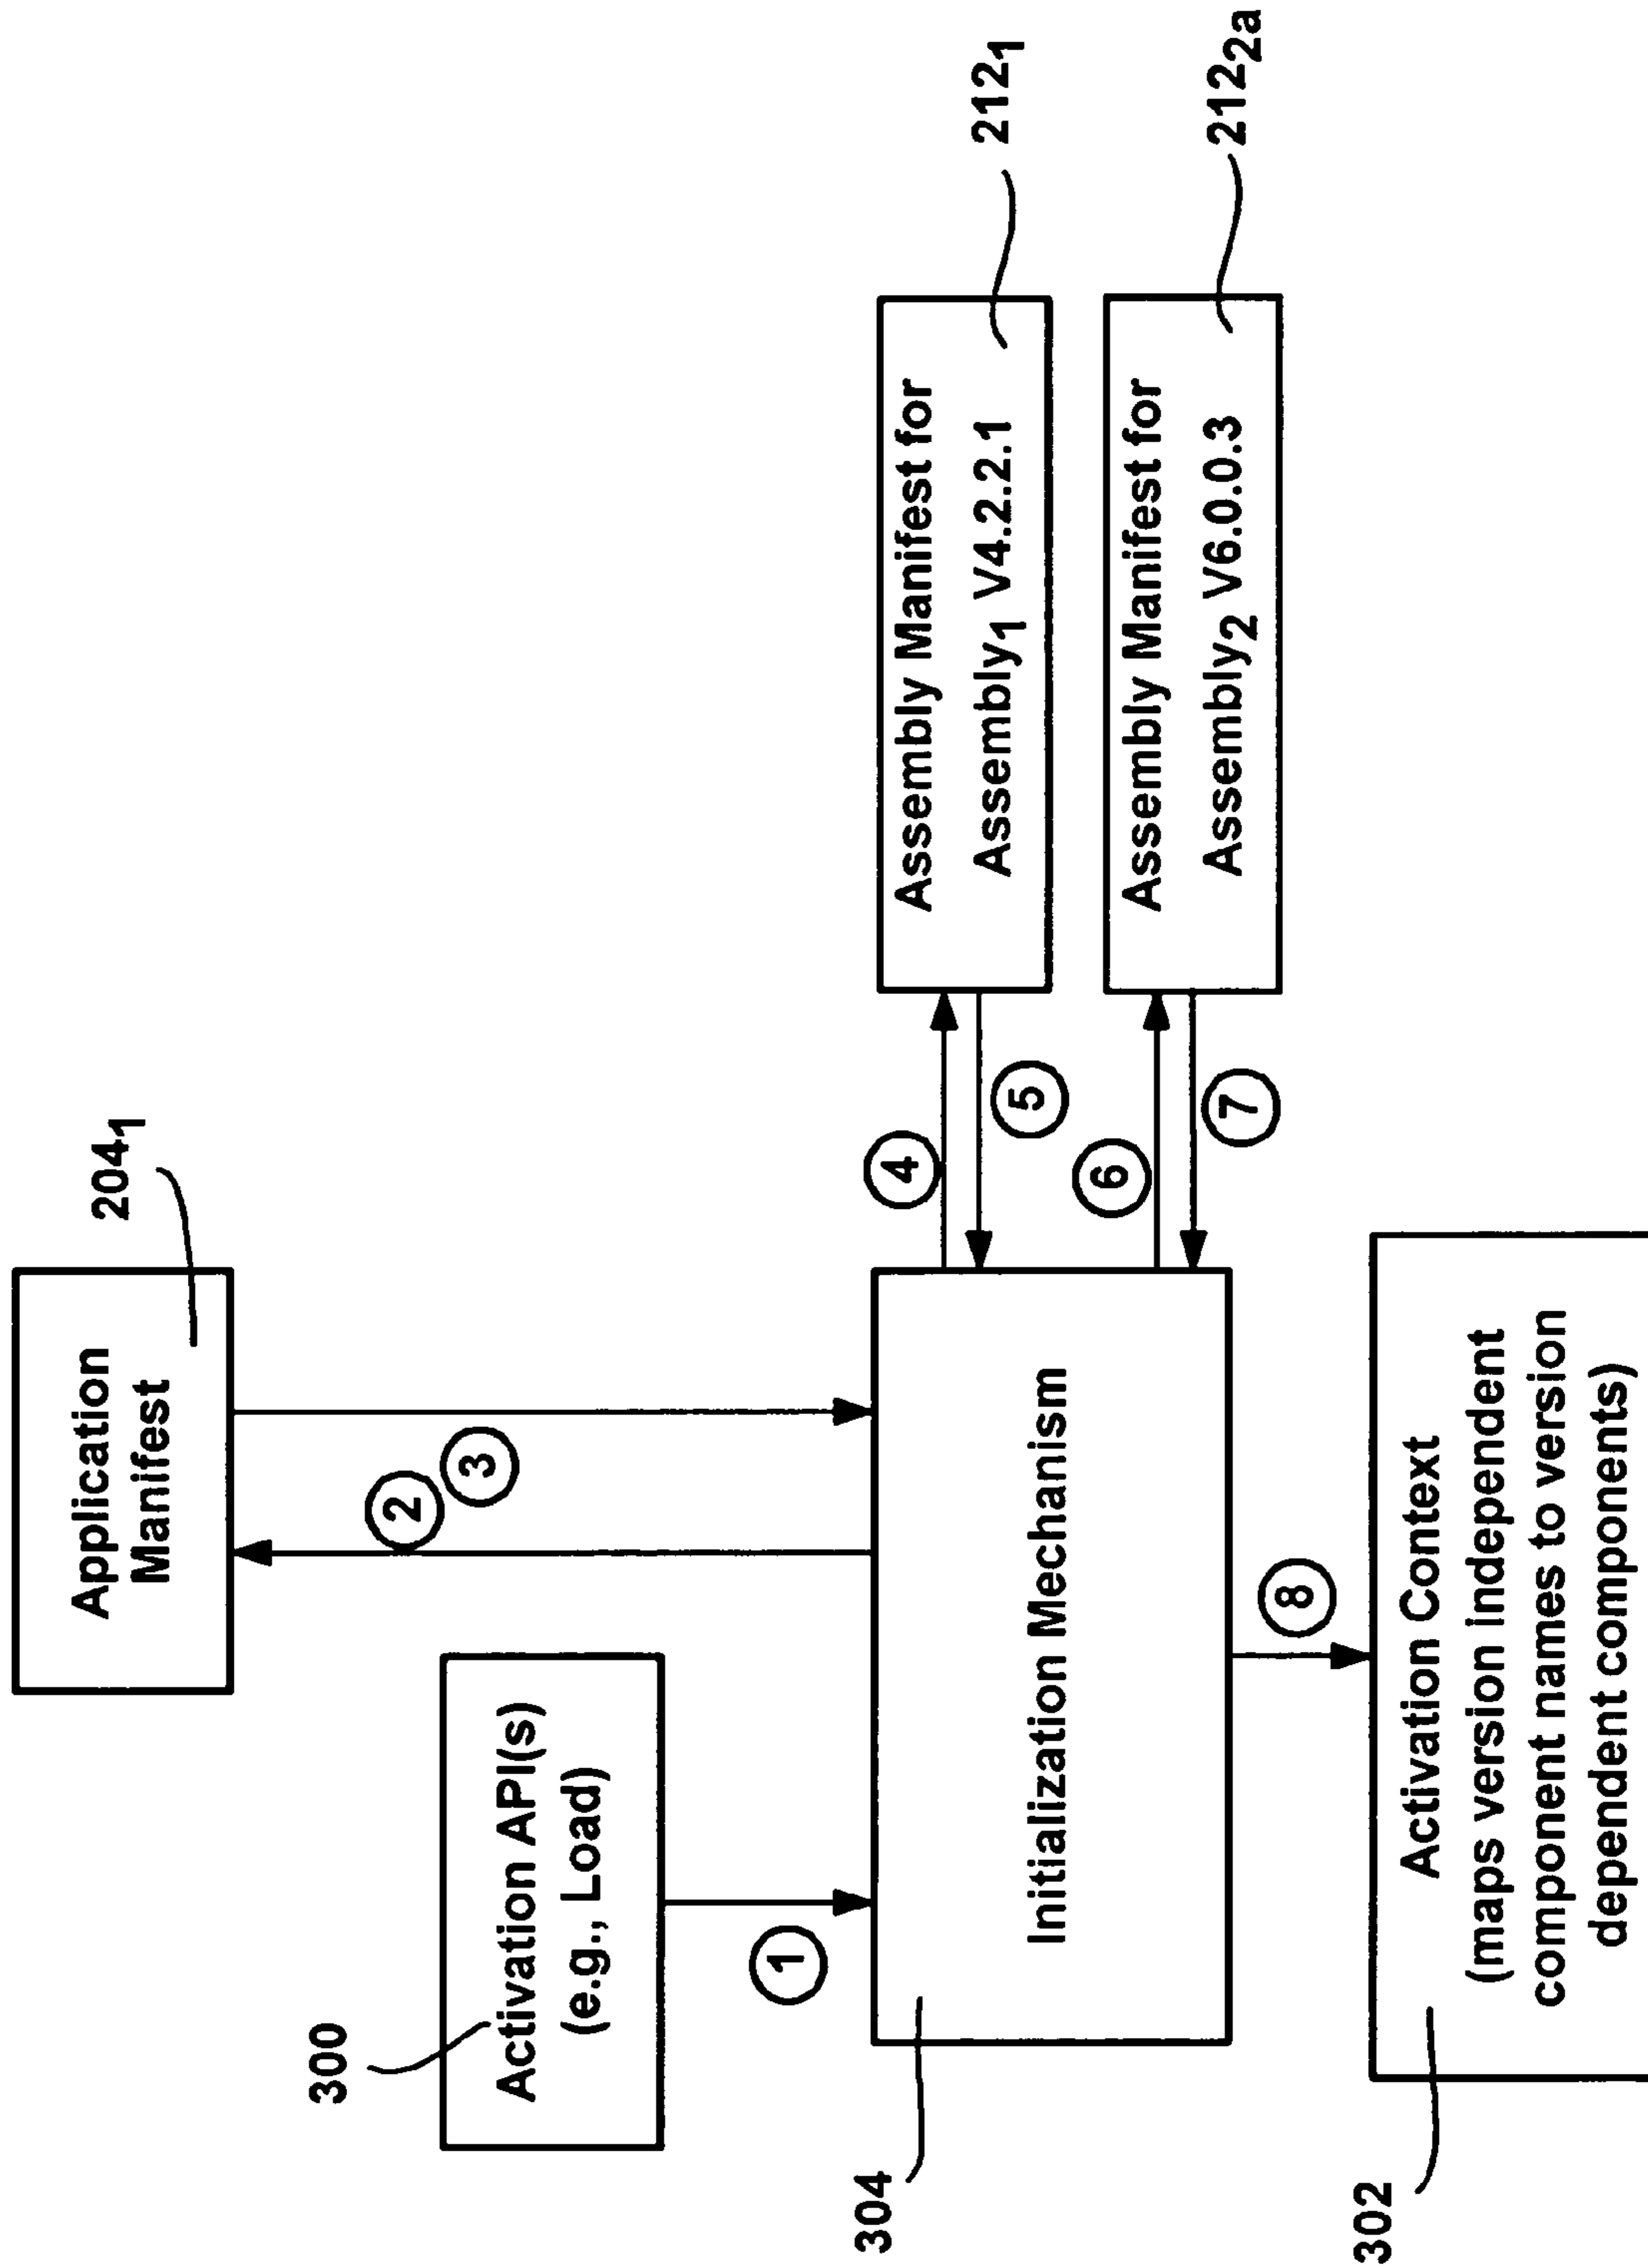 Application
Manifest
204₁
300
Activation API(s)
(e.g., Load)
2
3
1
304
Initialization Mechanism
4
5
6
7
Assembly Manifest for
Assembly₁ V4.2.2.1
212₁
Assembly Manifest for
Assembly₂ V6.0.0.3
212₂ₐ
8
302
Activation Context
(maps version independent
component names to version
dependent components)